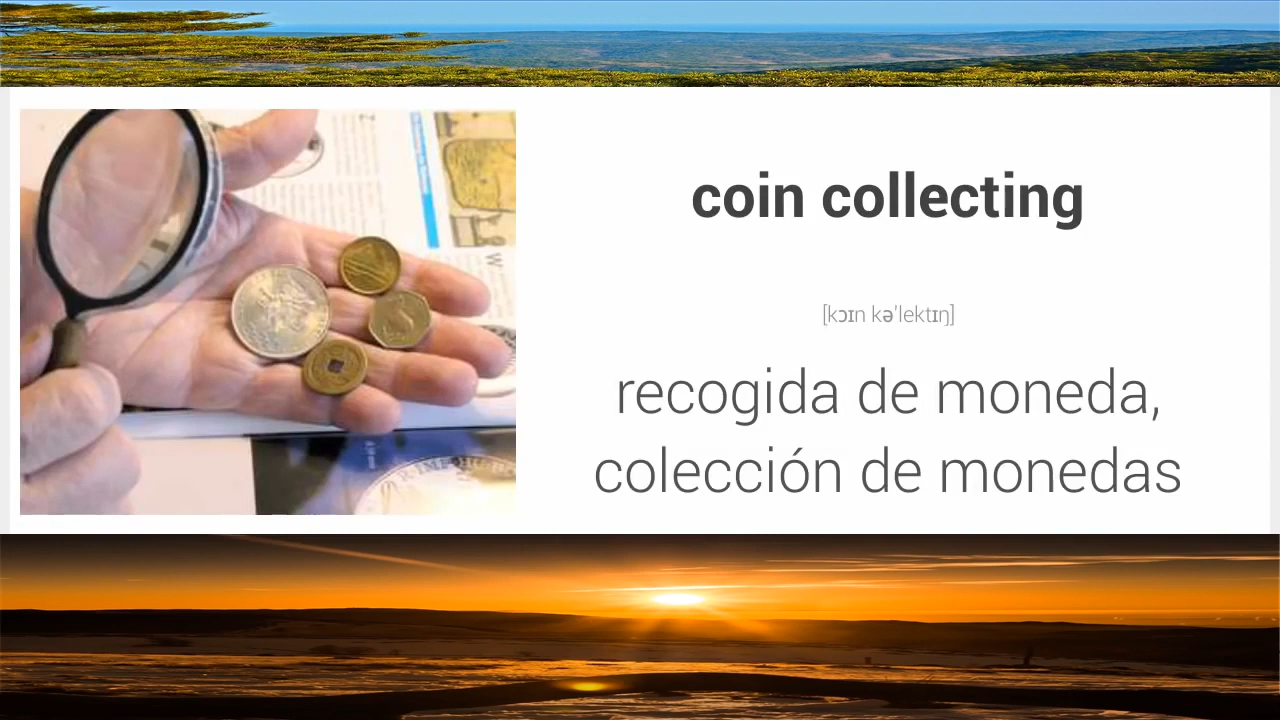 coin collecting
[kɔɪn kə'lektɪŋ]
recogida de moneda,
colección de monedas